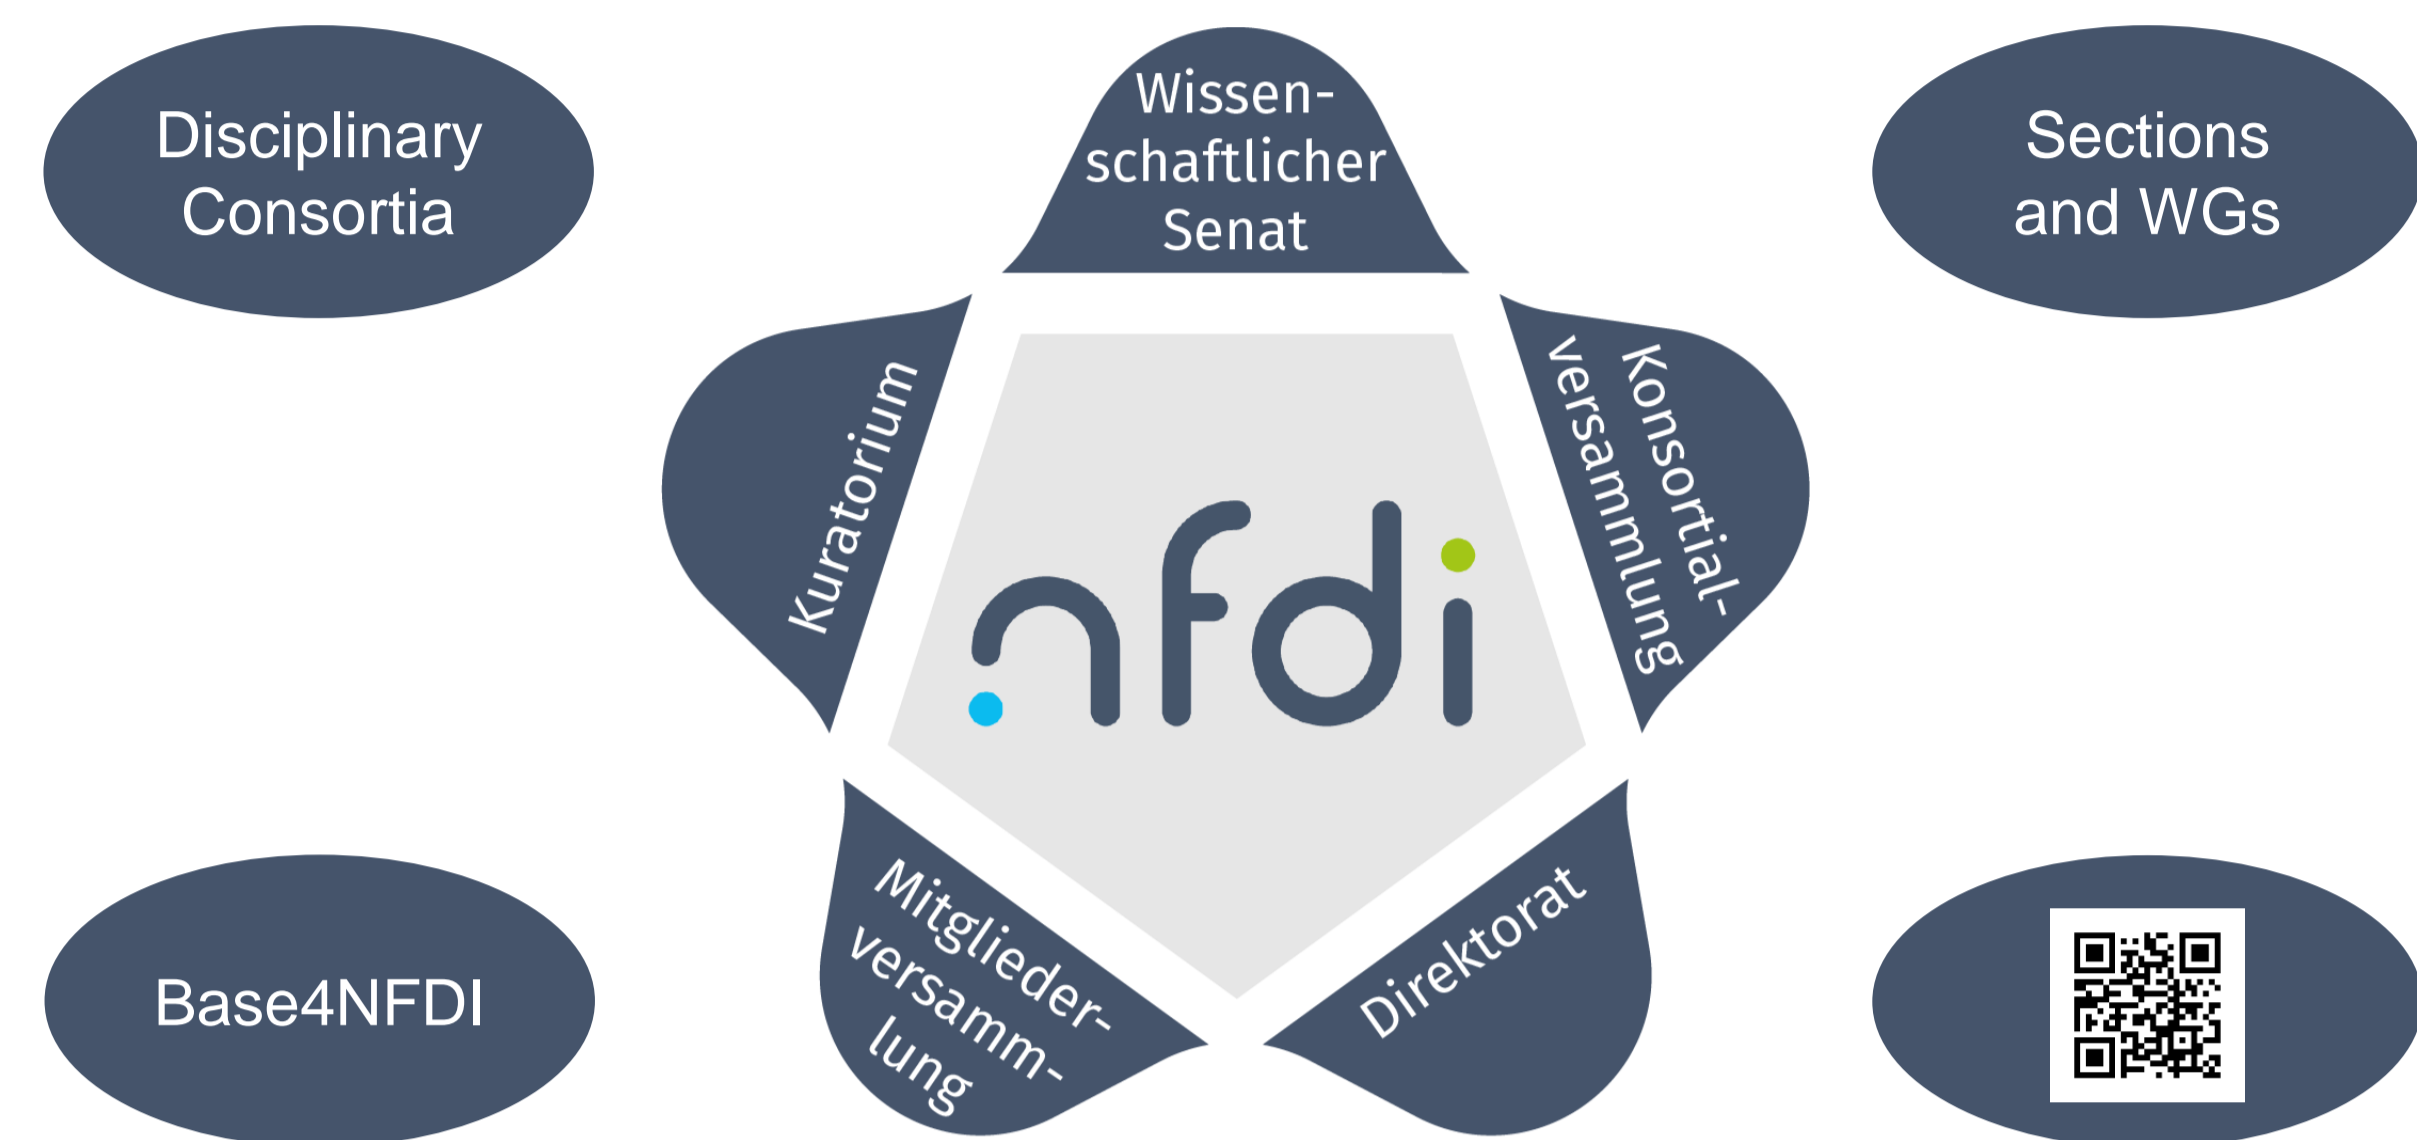 Disciplinary
Consortia
Wissen-
schaftlicher
Senat
Sections
and WGs
Kuratorium
Konsortial-
versammlung
nfdi
Mitglieder-
versamm-
lung
Direktorat
Base4NFDI